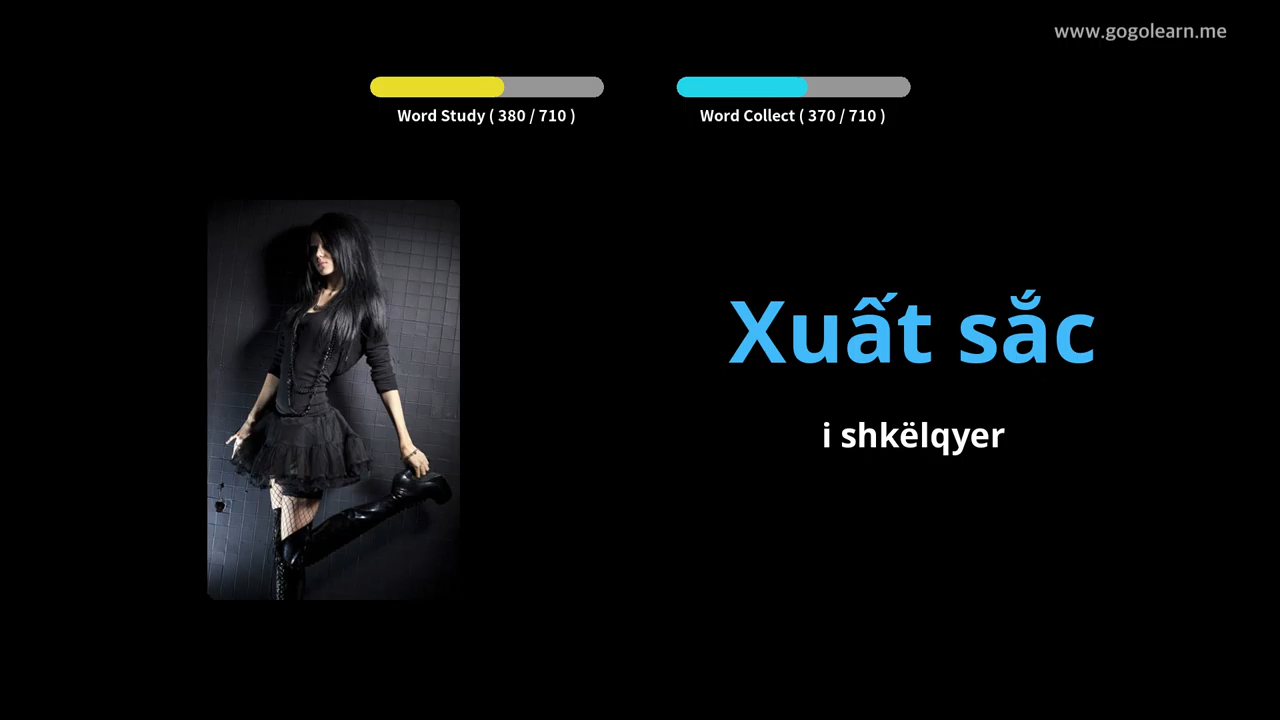 www.gogolearn.me
Word Study ( 380 / 710 )
Word Collect ( 370 / 710 )
Xuất sắc
i shkëlqyer